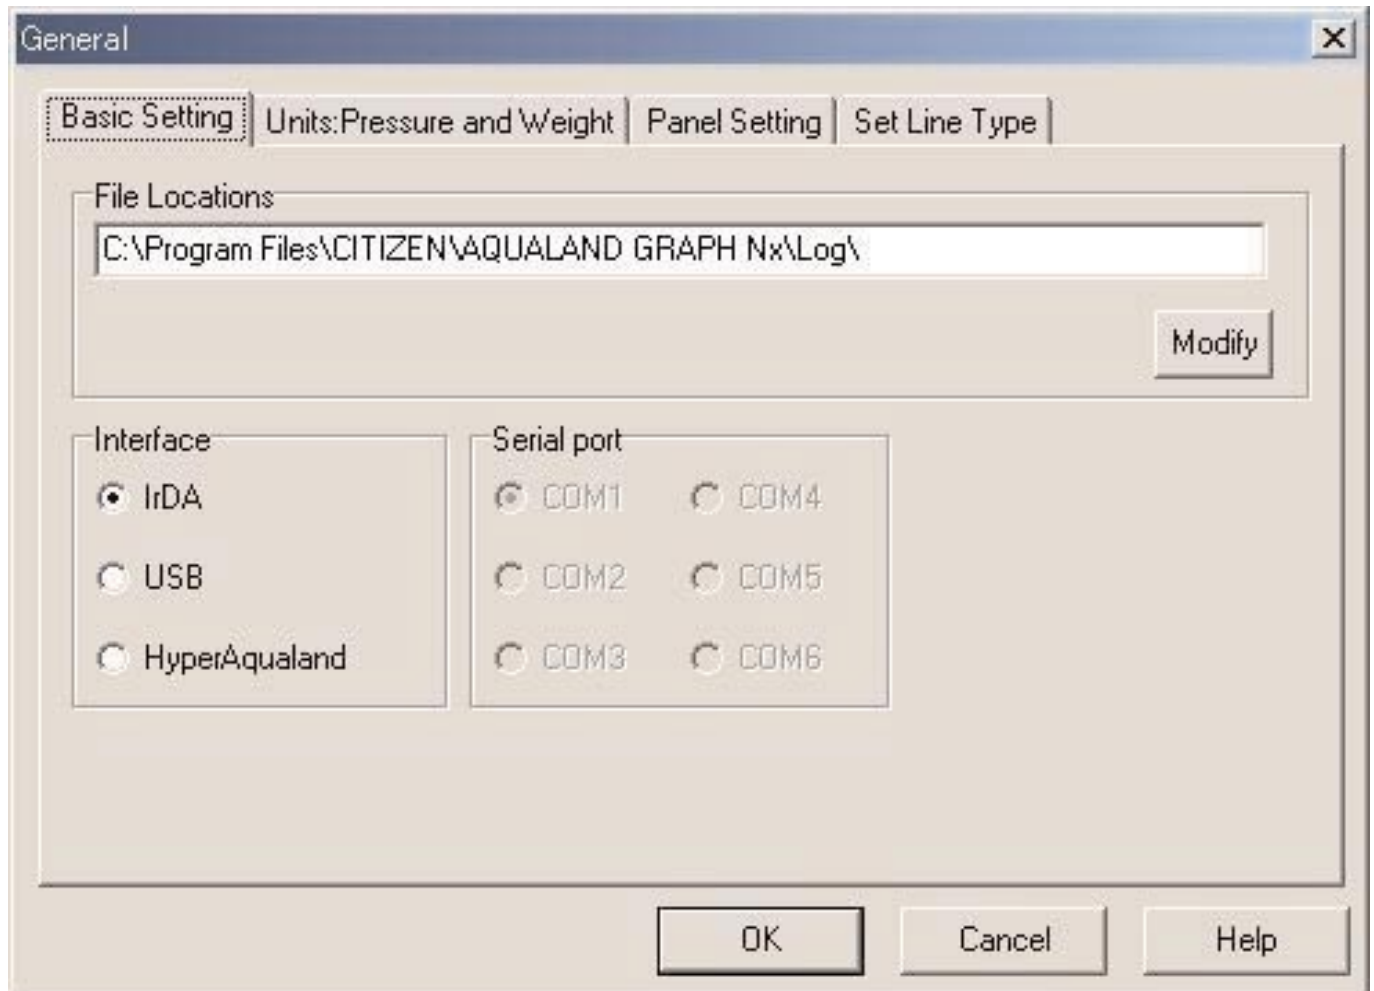 General
Basic Setting Units:Pressure and Weight Panel Setting Set Line Type
File Locations
C:\Program Files\CITIZEN\AQUALAND GRAPH Nx\Log\
Modify
Interface
IrDA
USB
HyperAqualand
Serial port
COM1 COM4
COM2 COM5
COM3 COM6
OK Cancel Help